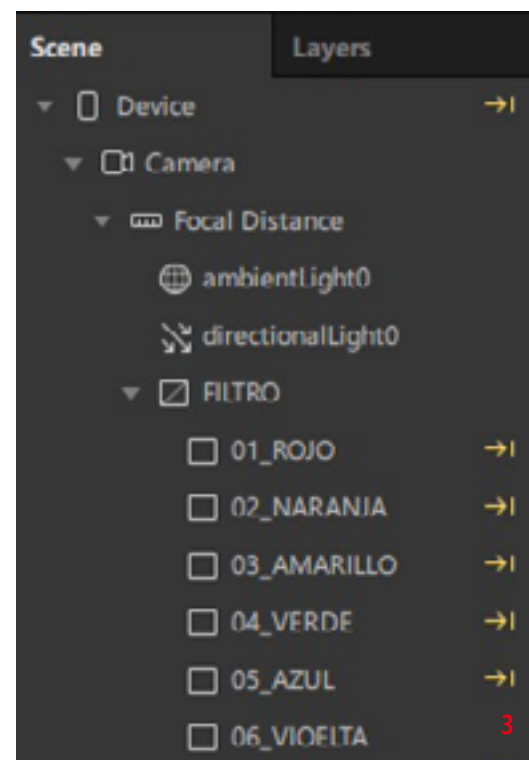 Scene Layers
Device
Camera
Focal Distance
ambientLight0
directionalLight0
FILTRO
01_ROJO
02_NARANJA
03_AMARILLO
04_VERDE
05_AZUL
06_VIOELTA 3